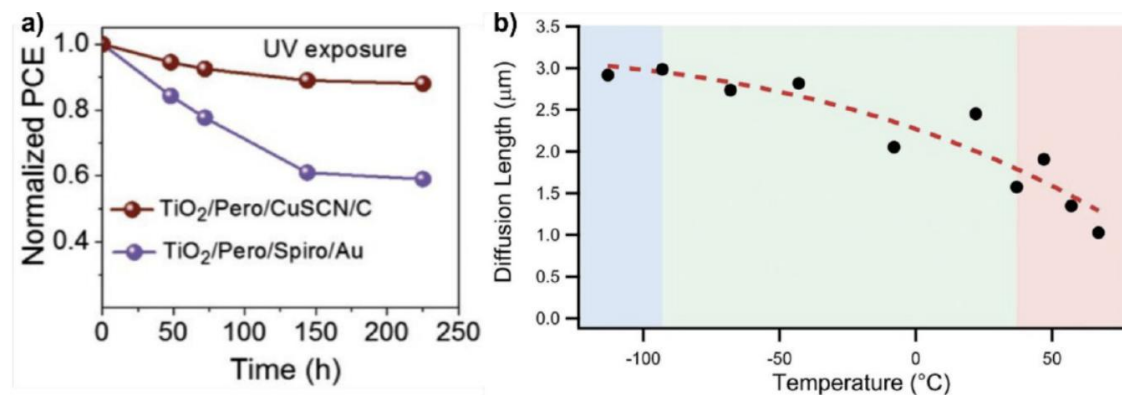 a)
UV exposure
Normalized PCE
1.0
0.8
0.6
0.4
TiO₂/Pero/CuSCN/C
TiO₂/Pero/Spiro/Au
0 50 100 150 200 250
Time (h)
b)
Diffusion Length (μm)
3.5
3.0
2.5
2.0
1.5
1.0
0.5
0.0
-100 -50 0 50
Temperature (°C)